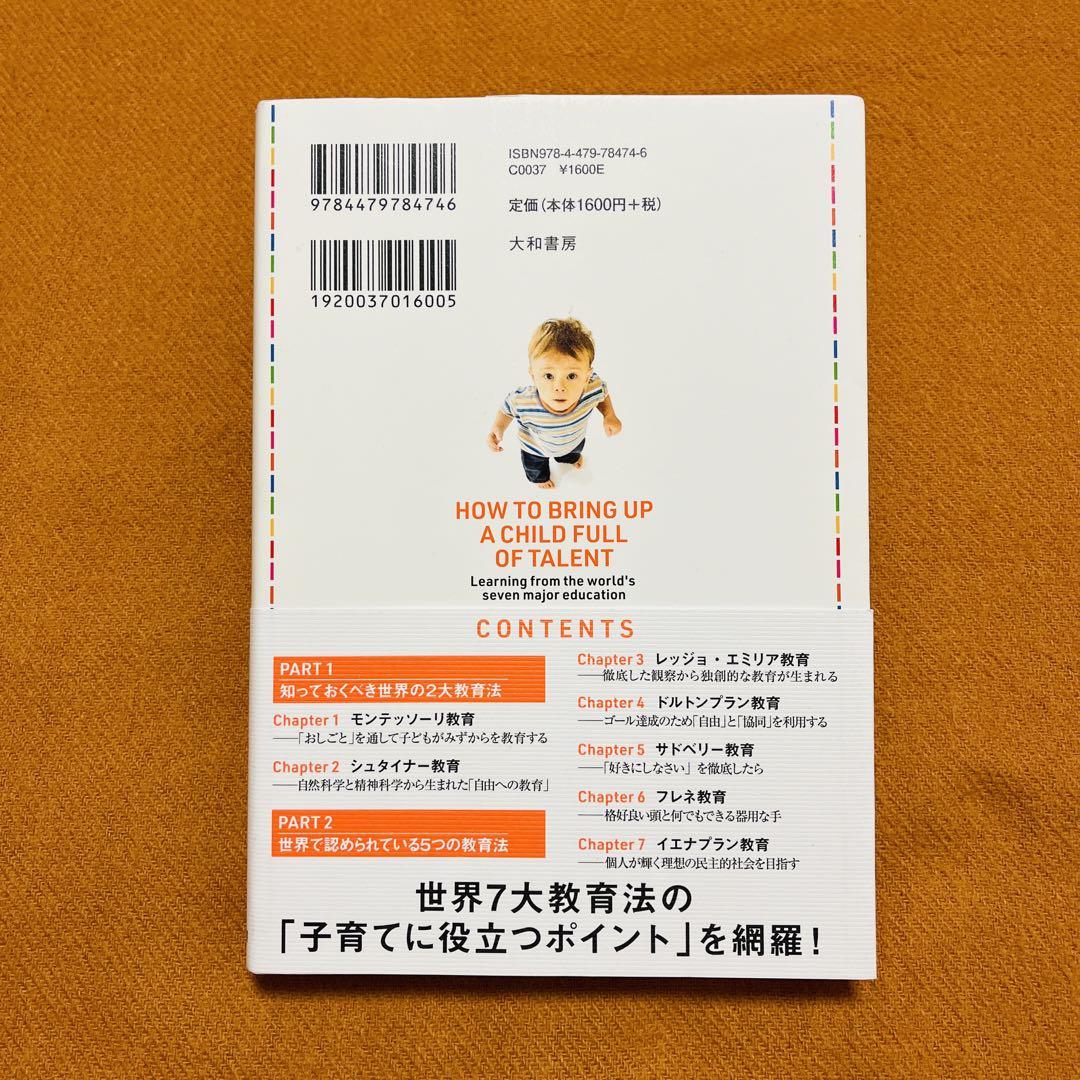 9784479784746
1920037016005
ISBN978-4-479-78474-6
C0037 ¥1600E
定価(本体1600円+税)
大和書房
HOW TO BRING UP
A CHILD FULL
OF TALENT
Learning from the world's
seven major education
CONTENTS
PART 1
知っておくべき世界の2大教育法
Chapter 1 モンテッソーリ教育
——「おしごと」を通して子どもがみずからを教育する
Chapter 2 シュタイナー教育
——自然科学と精神科学から生まれた「自由への教育」
PART 2
世界で認められている5つの教育法
Chapter 3 レッジョ・エミリア教育
——徹底した観察から独創的な教育が生まれる
Chapter 4 ドルトンプラン教育
——ゴール達成のため「自由」と「協同」を利用する
Chapter 5 サドベリー教育
——「好きにしなさい」を徹底したら
Chapter 6 フレネ教育
——格好良い頭と何でもできる器用な手
Chapter 7 イエナプラン教育
——個人が輝く理想の民主的社会を目指す
世界7大教育法の
「子育てに役立つポイント」を網羅!